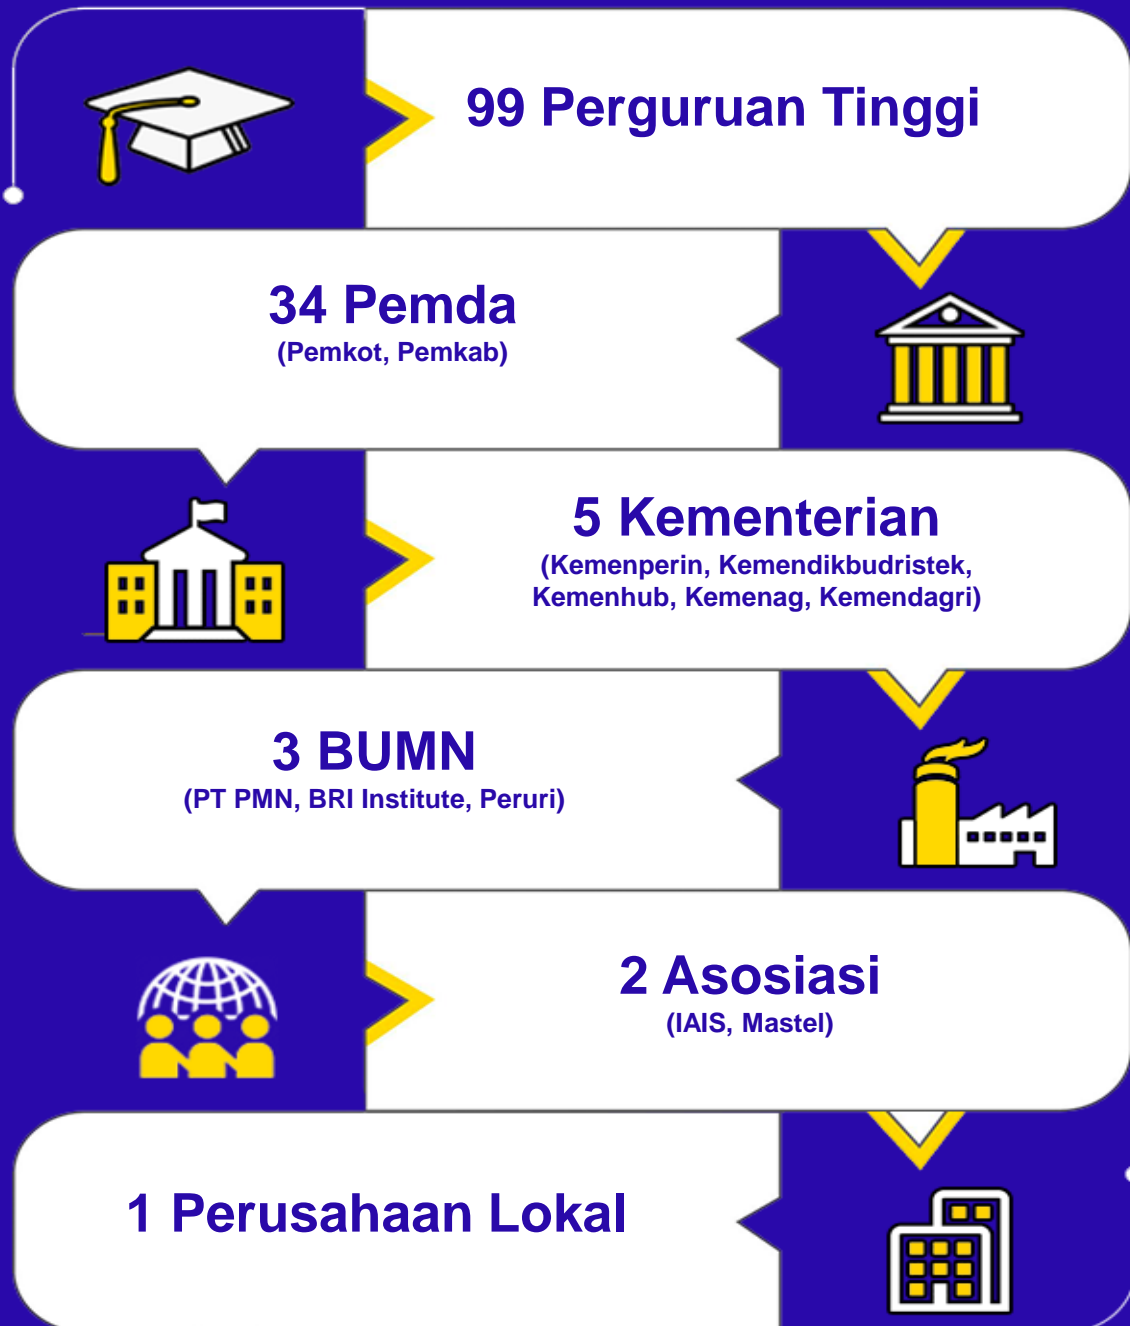 99 Perguruan Tinggi
34 Pemda
(Pemkot, Pemkab)
5 Kementerian
(Kemenperin, Kemendikbudristek,
Kemenhub, Kemenag, Kemendagri)
3 BUMN
(PT PMN, BRI Institute, Peruri)
2 Asosiasi
(IAIS, Mastel)
1 Perusahaan Lokal